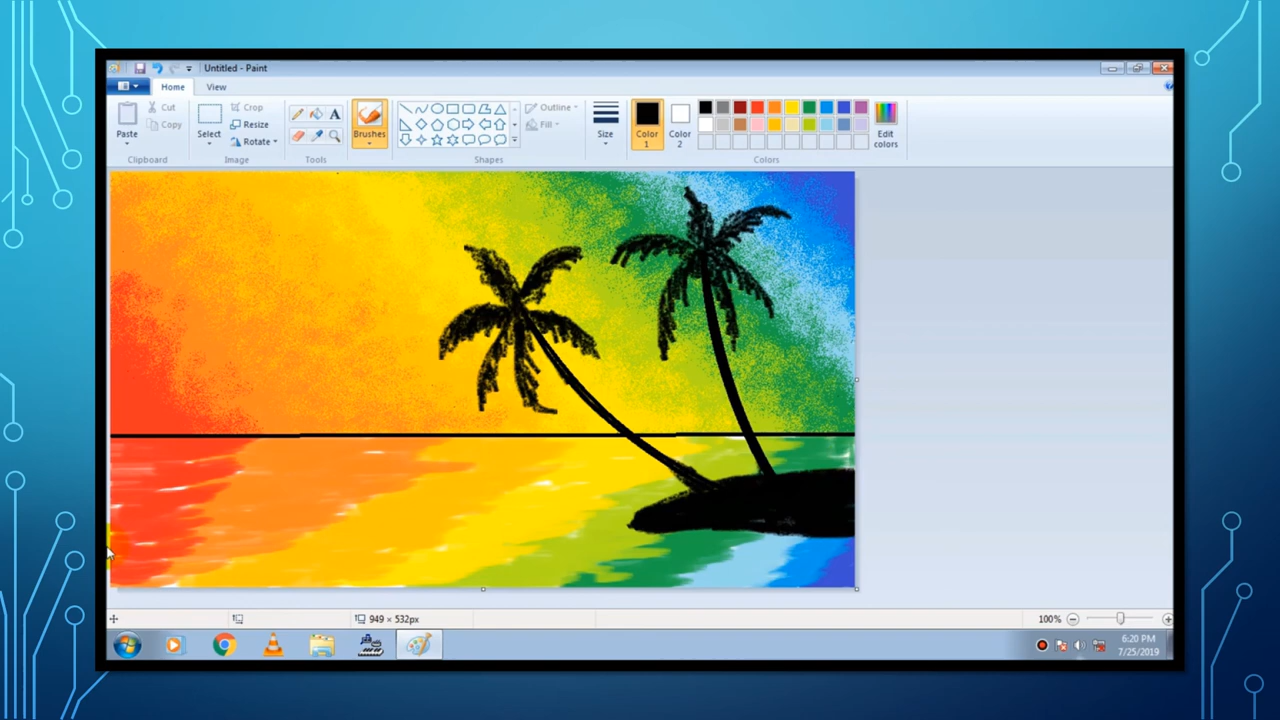 Untitled - Paint
Home View
Paste
Cut
Copy
Clipboard
Select
Crop
Resize
Rotate
Image
A
Tools
Brushes
Outline
Fill
Shapes
Size
Color 1
Color 2
Edit colors
Colors
949 × 532px
100%
6:20 PM
7/25/2019